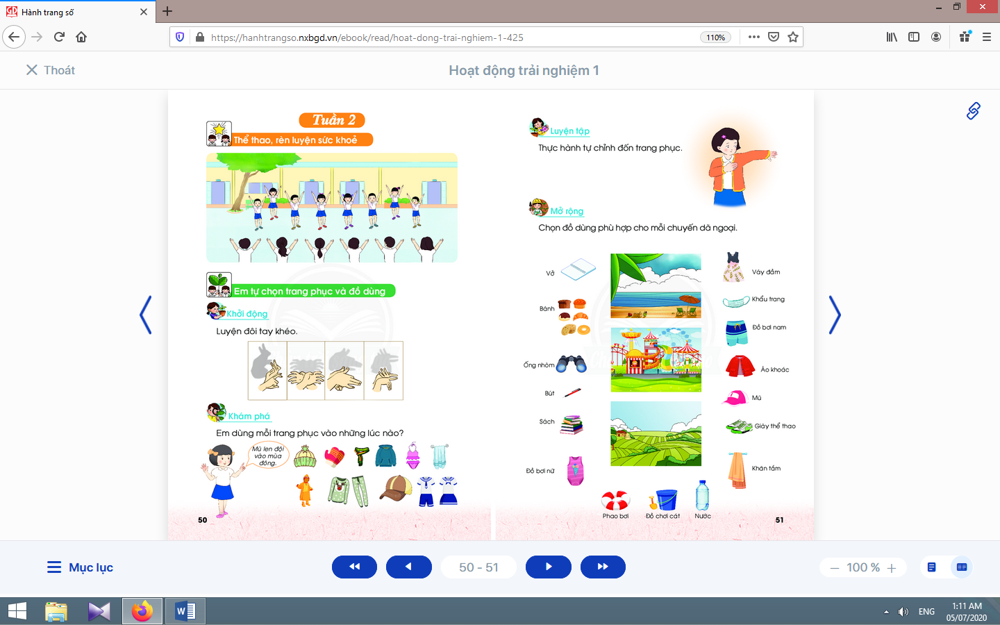 Hành trang số
https://hanhtrangso.nxbgd.vn/ebook/read/hoat-dong-trai-nghiem-1-425
110%
Thoát
Hoạt động trải nghiệm 1
Tuần 2
Thể thao, rèn luyện sức khoẻ
Em tự chọn trang phục và đồ dùng
Khởi động
Luyện đôi tay khéo.
Khám phá
Em dùng mỗi trang phục vào những lúc nào?
Mũ len đội
vào mùa
đông.
50
Luyện tập
Thực hành tự chỉnh đốn trang phục.
Mở rộng
Chọn đồ dùng phù hợp cho mỗi chuyến dã ngoại.
Vở
Bánh
Ống nhòm
Bút
Sách
Đồ bơi nữ
Váy đầm
Khẩu trang
Đồ bơi nam
Áo khoác
Mũ
Giày thể thao
Khăn tắm
Phao bơi
Đồ chơi cát
Nước
51
Mục lục
50 - 51
100 %
ENG
1:11 AM
05/07/2020